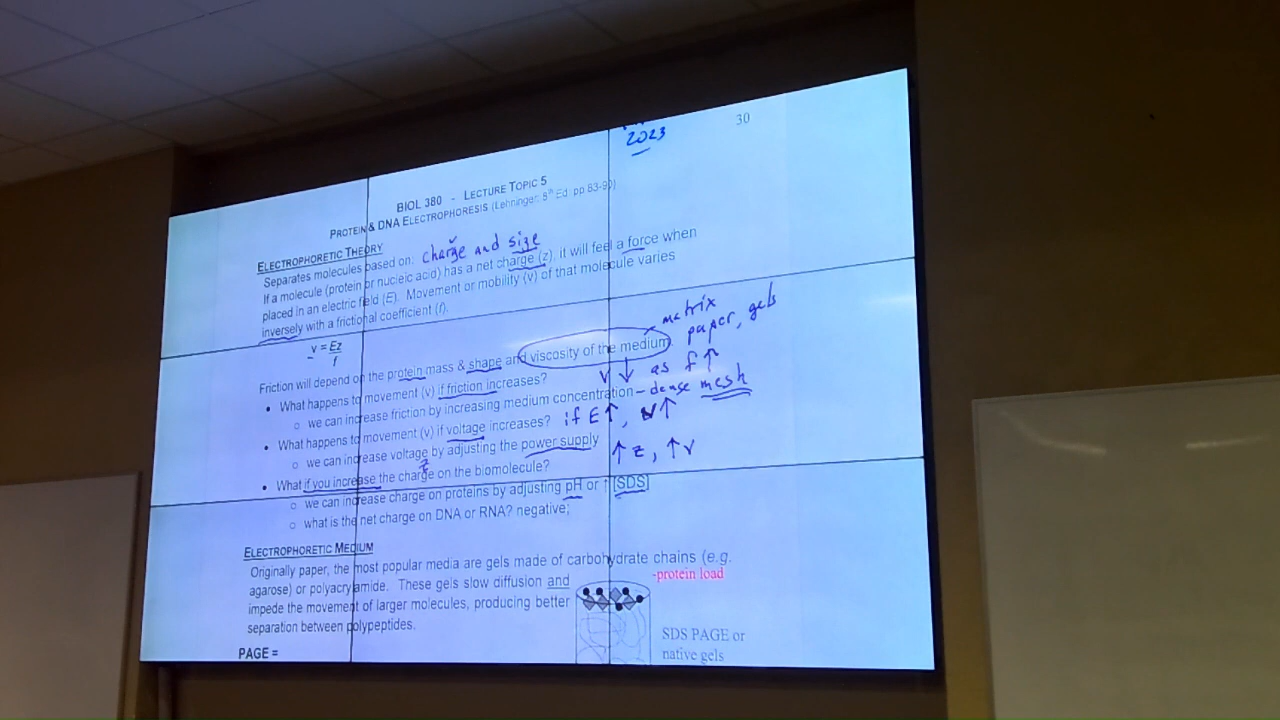 2023
30
BIOL 380 - LECTURE TOPIC 5
PROTEIN & DNA ELECTROPHORESIS (Lehninger: 8th Ed: pp 83-90)
ELECTROPHORETIC THEORY
Separates molecules based on: charge and size
If a molecule (protein or nucleic acid) has a net charge (z), it will feel a force when
placed in an electric field (E). Movement or mobility (v) of that molecule varies
inversely with a frictional coefficient (f).
v = Ez
f
matrix
paper, gels
Friction will depend on the protein mass & shape and viscosity of the medium.
• What happens to movement (v) if friction increases? v ↓ as f ↑
o we can increase friction by increasing medium concentration – dense mesh
• What happens to movement (v) if voltage increases? if E↑, v↑
o we can increase voltage by adjusting the power supply
• What if you increase the charge z on the biomolecule? ↑ z, ↑ v
o we can increase charge on proteins by adjusting pH or ↑ [SDS]
o what is the net charge on DNA or RNA? negative;
ELECTROPHORETIC MEDIUM
Originally paper, the most popular media are gels made of carbohydrate chains (e.g.
agarose) or polyacrylamide. These gels slow diffusion and
impede the movement of larger molecules, producing better
separation between polypeptides.
-protein load
SDS PAGE or
native gels
PAGE =